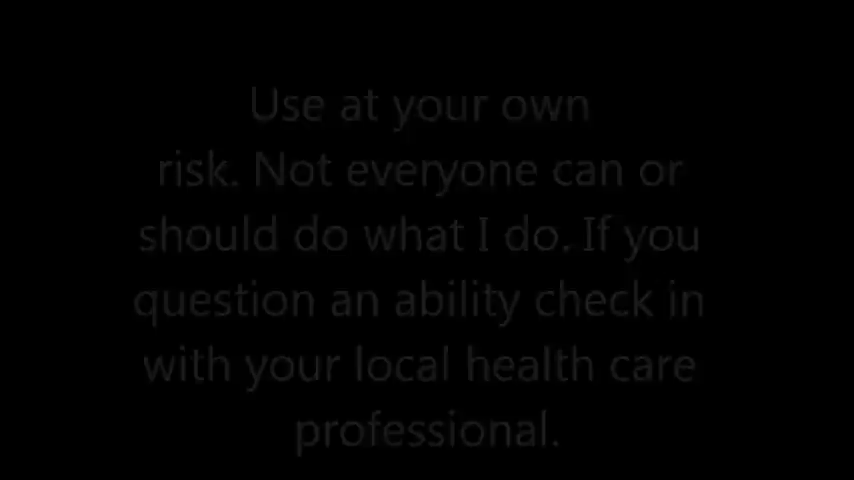 Use at your own
risk. Not everyone can or
should do what I do. If you
question an ability check in
with your local health care
professional.